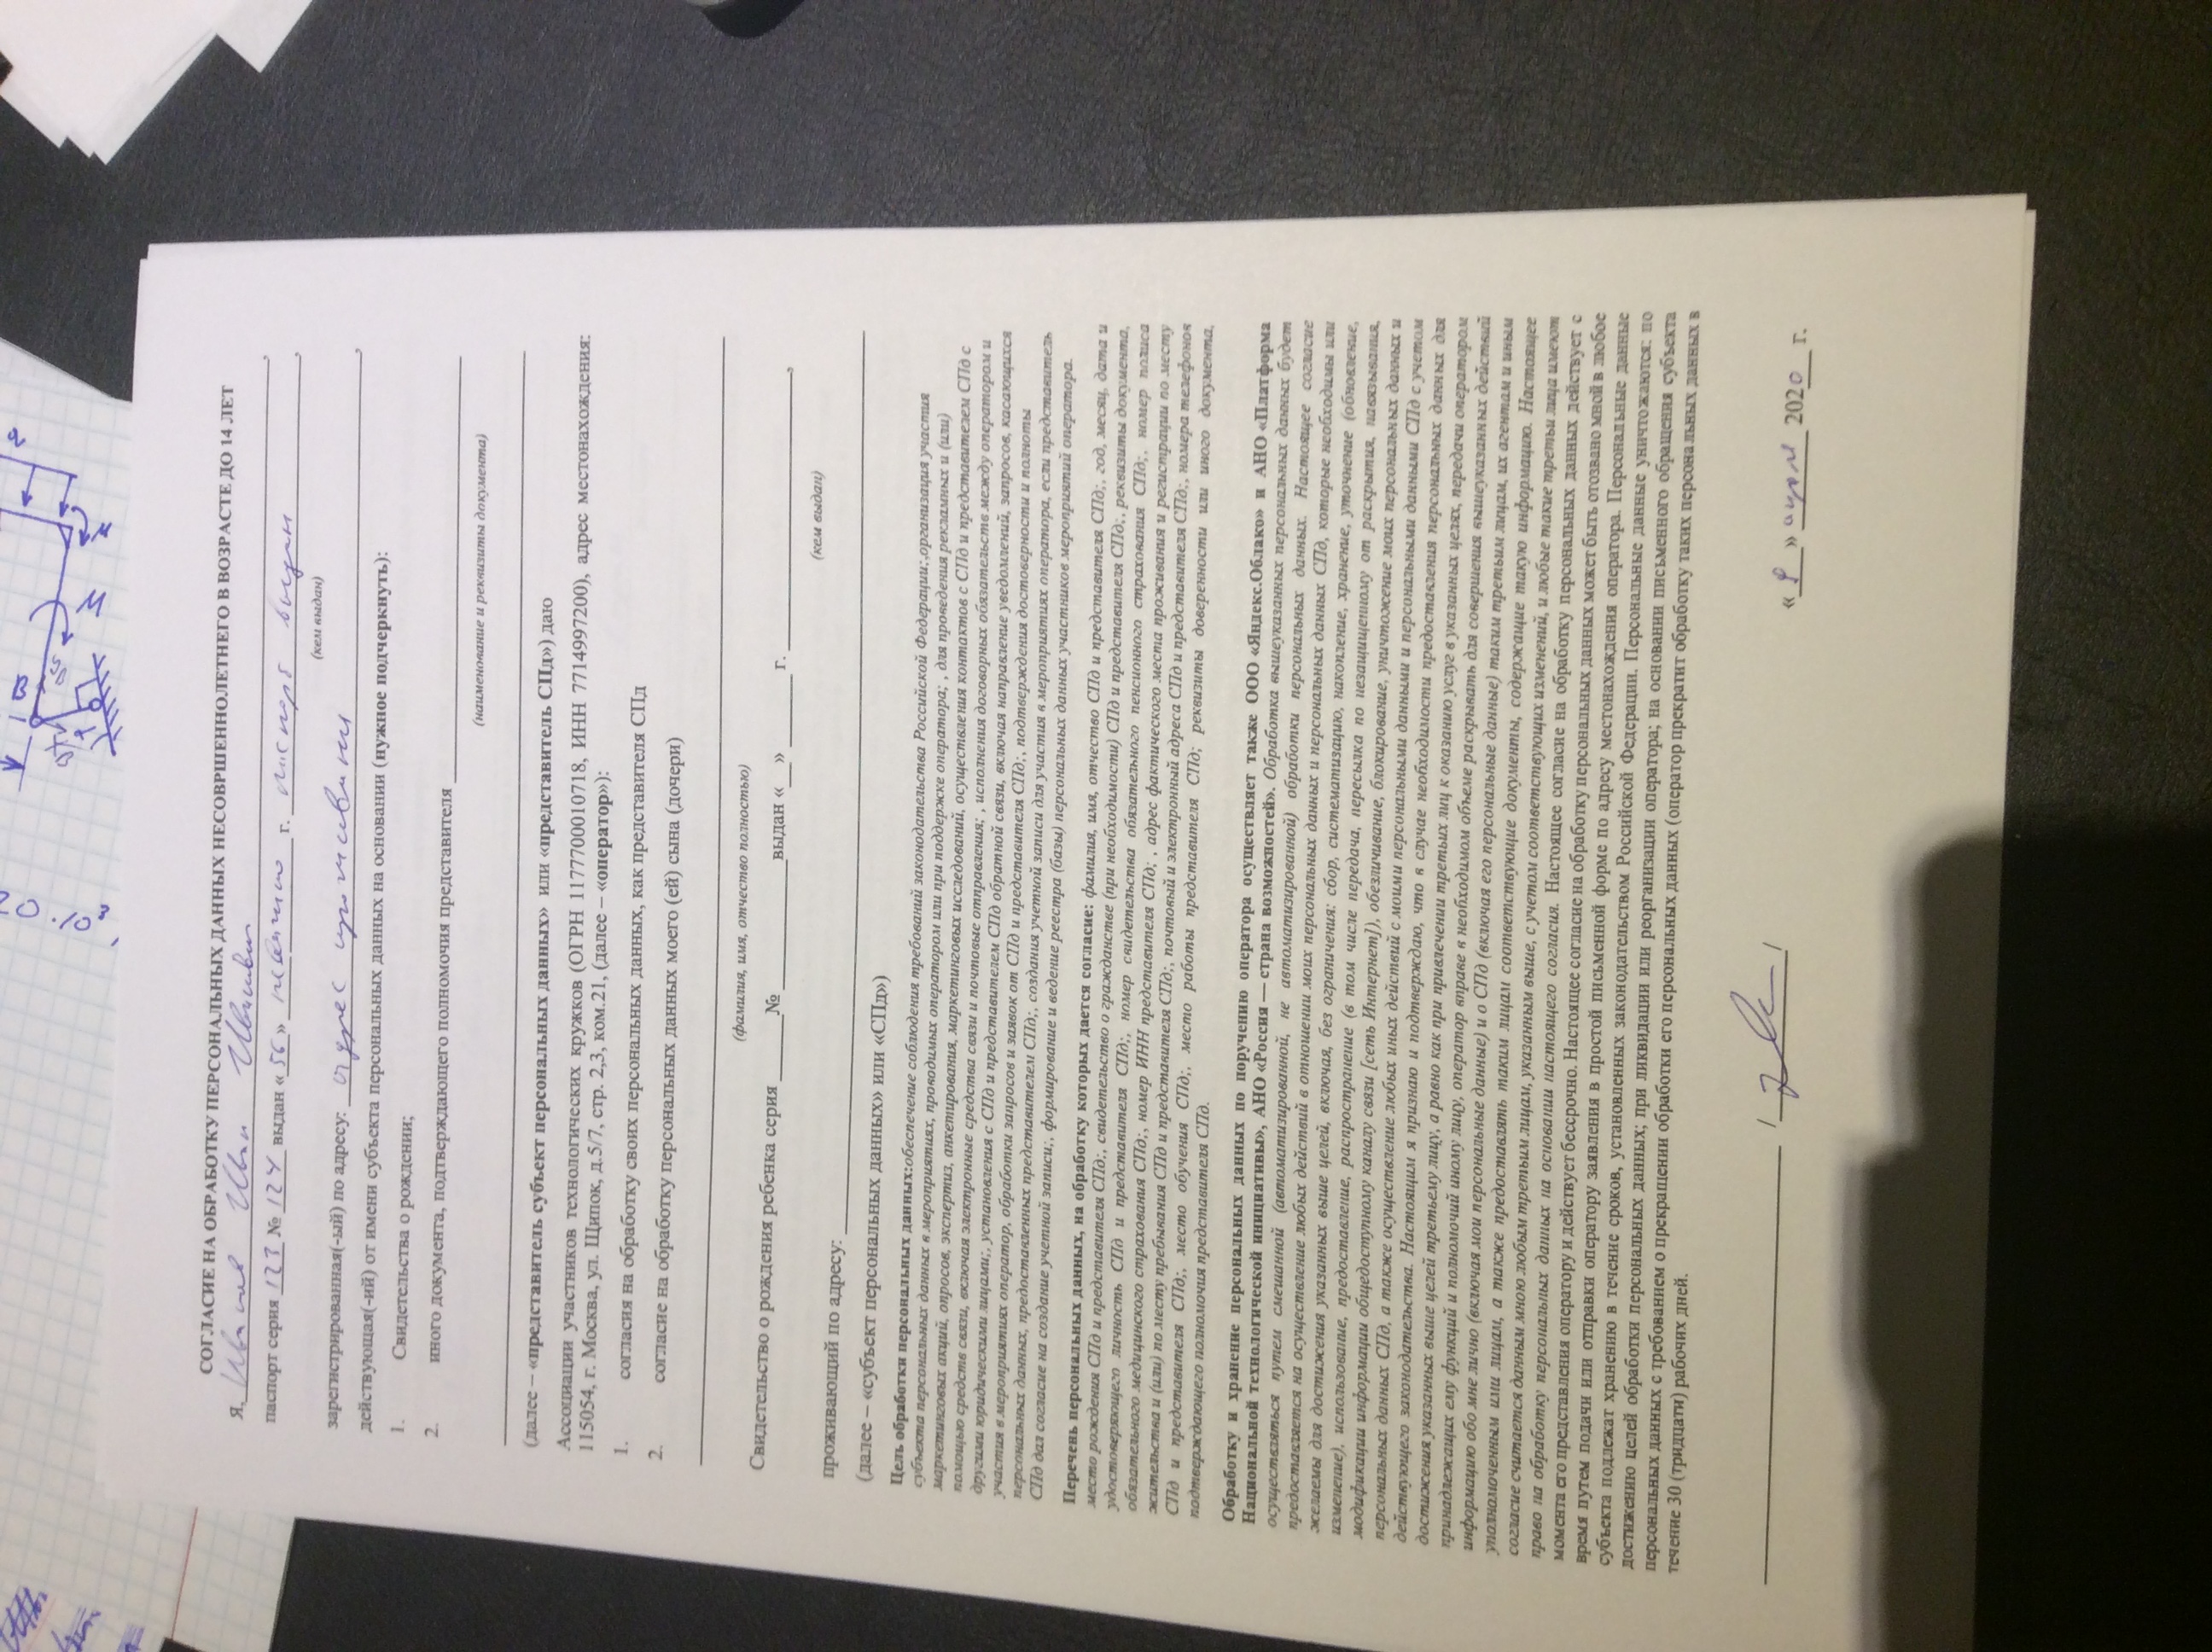 20.10³,
В
М
СОГЛАСИЕ НА ОБРАБОТКУ ПЕРСОНАЛЬНЫХ ДАННЫХ НЕСОВРШЕННОЛЕТНЕГО В ВОЗРАСТЕ ДО 14 ЛЕТ
Я, Иванов Иван Иванович,
паспорт серия 123 № 124 выдан «56» неважно г. паспорт выдан,
(кем выдан)
зарегистрированная(-ый) по адресу: адрес проживания,
действующая(-ий) от имени субъекта персональных данных на основании (нужное подчеркнуть):
1. Свидетельства о рождении;
2. иного документа, подтверждающего полномочия представителя
(наименование и реквизиты документа)
(далее – «представитель субъект персональных данных» или «представитель СПд») даю
Ассоциации участников технологических кружков (ОГРН 1177700010718, ИНН 7714997200), адрес местонахождения:
115054, г. Москва, ул. Щипок, д.5/7, стр. 2,3, ком.21, (далее – «оператор»):
1. согласия на обработку своих персональных данных, как представителя СПд
2. согласие на обработку персональных данных моего (ей) сына (дочери)
(фамилия, имя, отчество полностью)
Свидетельство о рождения ребенка серия ______№ ____________выдан «__» _______ г. ,
(кем выдан)
проживающий по адресу:
(далее – «субъект персональных данных» или «СПд»)
Цель обработки персональных данных:обеспечение соблюдения требований законодательства Российской Федерации;,организация участия
субъекта персональных данных в мероприятиях, проводимых оператором или при поддержке оператора; , для проведения рекламных и (или)
маркетинговых акций, опросов, экспертиз, анкетирования, маркетинговых исследований, осуществления контактов с СПд и представителем СПд с
помощью средств связи, включая электронные средства связи и почтовые отправления; , исполнения договорных обязательств между оператором и
другими юридическими лицами;, установления с СПд и представителем СПд обратной связи, включая направление уведомлений, запросов, касающихся
участия в мероприятиях оператор, обработки запросов и заявок от СПд и представителя СПд;, подтверждения достоверности и полноты
персональных данных, предоставленных представителем СПд;, создания учетной записи для участия в мероприятиях оператора, если представитель
СПд дал согласие на создание учетной записи;, формирование и ведение реестра (базы) персональных данных участников мероприятий оператора.
Перечень персональных данных, на обработку которых дается согласие: фамилия, имя, отчество СПд и представителя СПд;, год, месяц, дата и
место рождения СПд и представителя СПд;, свидетельство о гражданстве (при необходимости) СПд и представителя СПд;, реквизиты документа,
удостоверяющего личность СПд и представителя СПд;, номер свидетельства обязательного пенсионного страхования СПд;, номер полиса
обязательного медицинского страхования СПд;, номер ИНН представителя СПд; , адрес фактического места проживания и регистрации по месту
жительства и (или) по месту пребывания СПд и представителя СПд;, почтовый и электронный адреса СПд и представителя СПд;, номера телефонов
СПд и представителя СПд;, место обучения СПд;, место работы представителя СПд; реквизиты доверенности или иного документа,
подтверждающего полномочия представителя СПд.
Обработку и хранение персональных данных по поручению оператора осуществляет также ООО «Яндекс.Облако» и АНО «Платформа
Национальной технологической инициативы», АНО «Россия — страна возможностей». Обработка вышеуказанных персональных данных будет
осуществляться путем смешанной (автоматизированной, не автоматизированной) обработки персональных данных. Настоящее согласие
предоставляется на осуществление любых действий в отношении моих персональных данных и персональных данных СПд, которые необходимы или
желаемы для достижения указанных выше целей, включая, без ограничения: сбор, систематизацию, накопление, хранение, уточнение (обновление,
изменение), использование, предоставление, распространение (в том числе передача, пересылка по незащищенному от раскрытия, навязывания,
модификации информации общедоступному каналу связи [сеть Интернет]), обезличивание, блокирование, уничтожение моих персональных данных и
персональных данных СПд, а также осуществление любых иных действий с моими персональными данными и персональными данными СПд с учетом
действующего законодательства. Настоящим я признаю и подтверждаю, что в случае необходимости предоставления персональных данных для
достижения указанных выше целей третьему лицу, а равно как при привлечении третьих лиц к оказанию услуг в указанных целях, передачи оператором
принадлежащих ему функций и полномочий иному лицу, оператор вправе в необходимом объеме раскрывать для совершения вышеуказанных действий
информацию обо мне лично (включая мои персональные данные) и о СПд (включая его персональные данные) таким третьим лицам, их агентам и иным
уполномоченным ими лицам, а также предоставлять таким лицам соответствующие документы, содержащие такую информацию. Настоящее
согласие считается данным мною любым третьим лицам, указанным выше, с учетом соответствующих изменений, и любые такие третьи лица имеют
право на обработку персональных данных на основании настоящего согласия. Настоящее согласие на обработку персональных данных действует с
момента его представления оператору и действует бессрочно. Настоящее согласие на обработку персональных данных может быть отозвано мной в любое
время путем подачи или отправки оператору заявления в простой письменной форме по адресу местонахождения оператора. Персональные данные
субъекта подлежат хранению в течение сроков, установленных законодательством Российской Федерации. Персональные данные уничтожаются: по
достижению целей обработки персональных данных; при ликвидации или реорганизации оператора; на основании письменного обращения субъекта
персональных данных с требованием о прекращении обработки его персональных данных (оператор прекратит обработку таких персональных данных в
течение 30 (тридцати) рабочих дней.
«9» апреля 2020 г.